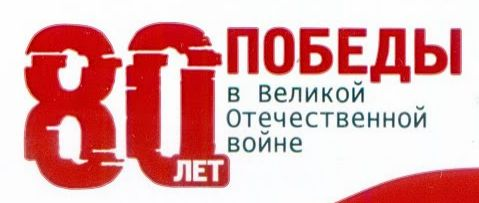 80 ЛЕТ
ПОБЕДЫ
в Великой
Отечественной
войне